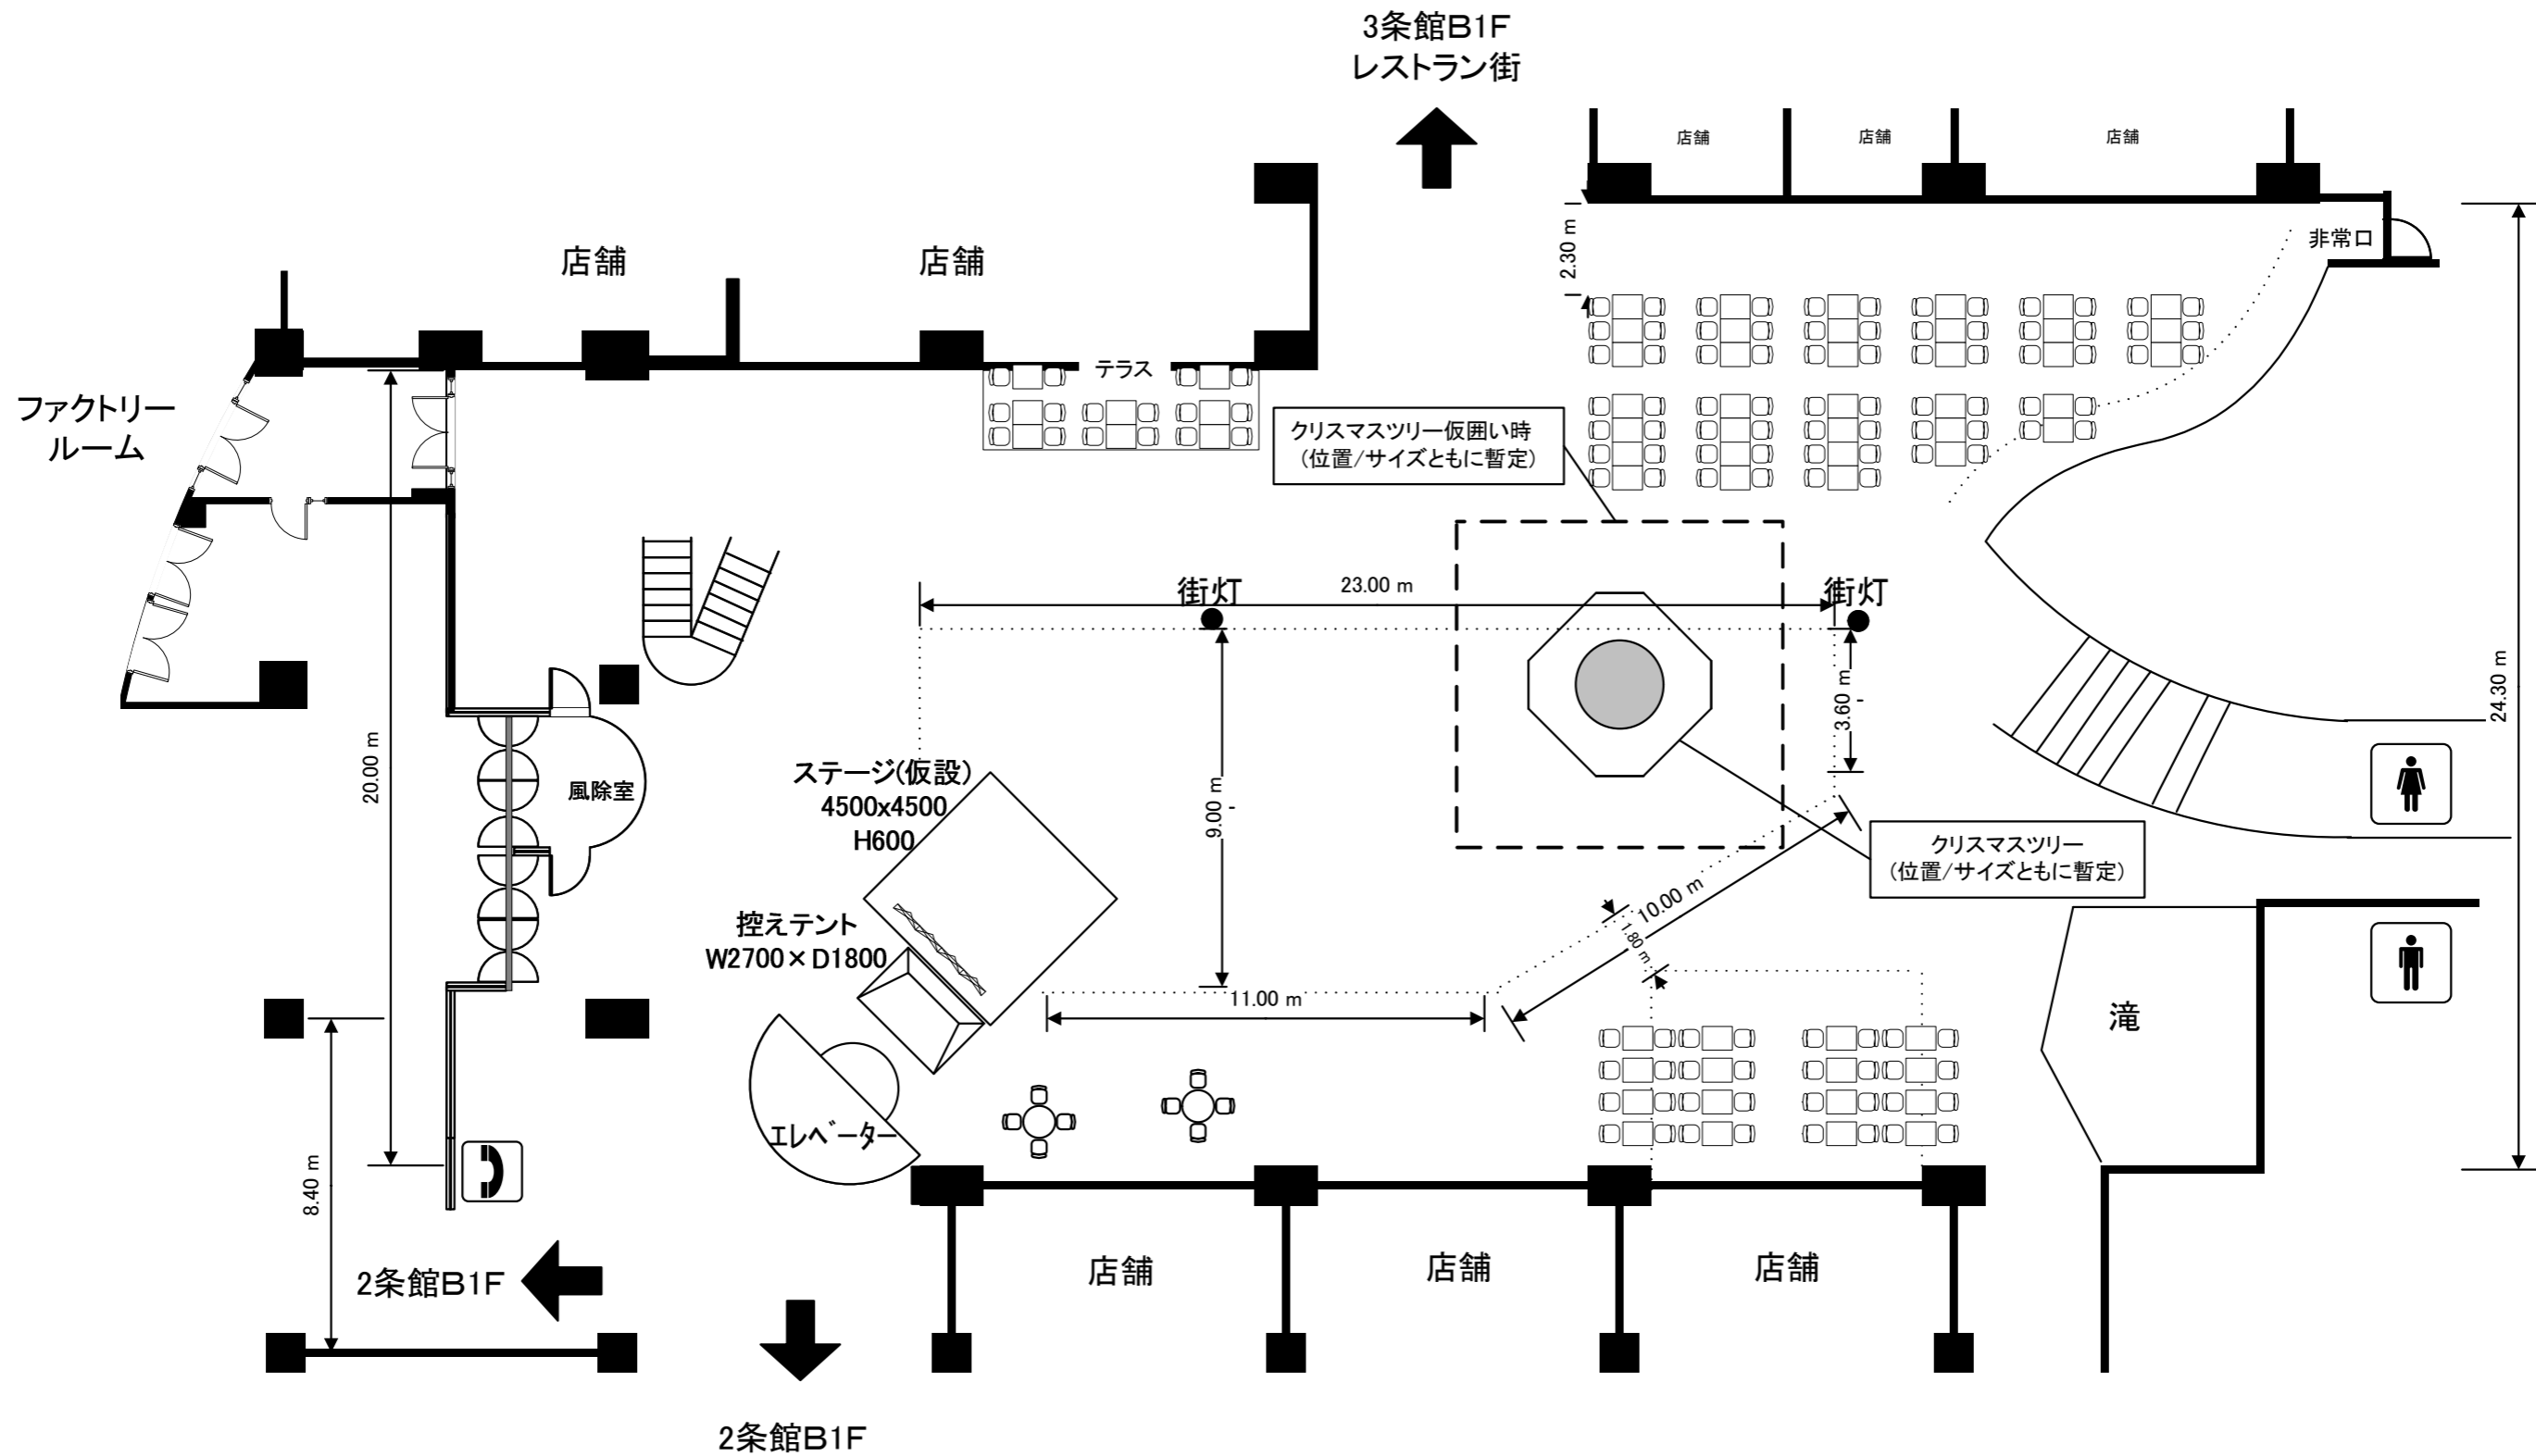 3条館B1F
レストラン街
店舗
店舗
店舗
2.30 m
非常口
店舗
店舗
テラス
ファクトリー
ルーム
クリスマスツリー仮囲い時
(位置/サイズともに暫定)
街灯
23.00 m
街灯
24.30 m
3.60 m
20.00 m
風除室
ステージ(仮設)
4500x4500
H600
9.00 m
クリスマスツリー
(位置/サイズともに暫定)
控えテント
W2700×D1800
10.00 m
1.80 m
11.00 m
滝
エレベーター
8.40 m
2条館B1F
店舗
店舗
店舗
2条館B1F